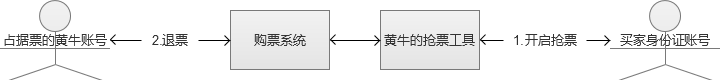 占据票的黄牛账号
2.退票
购票系统
黄牛的抢票工具
1.开启抢票
买家身份证账号